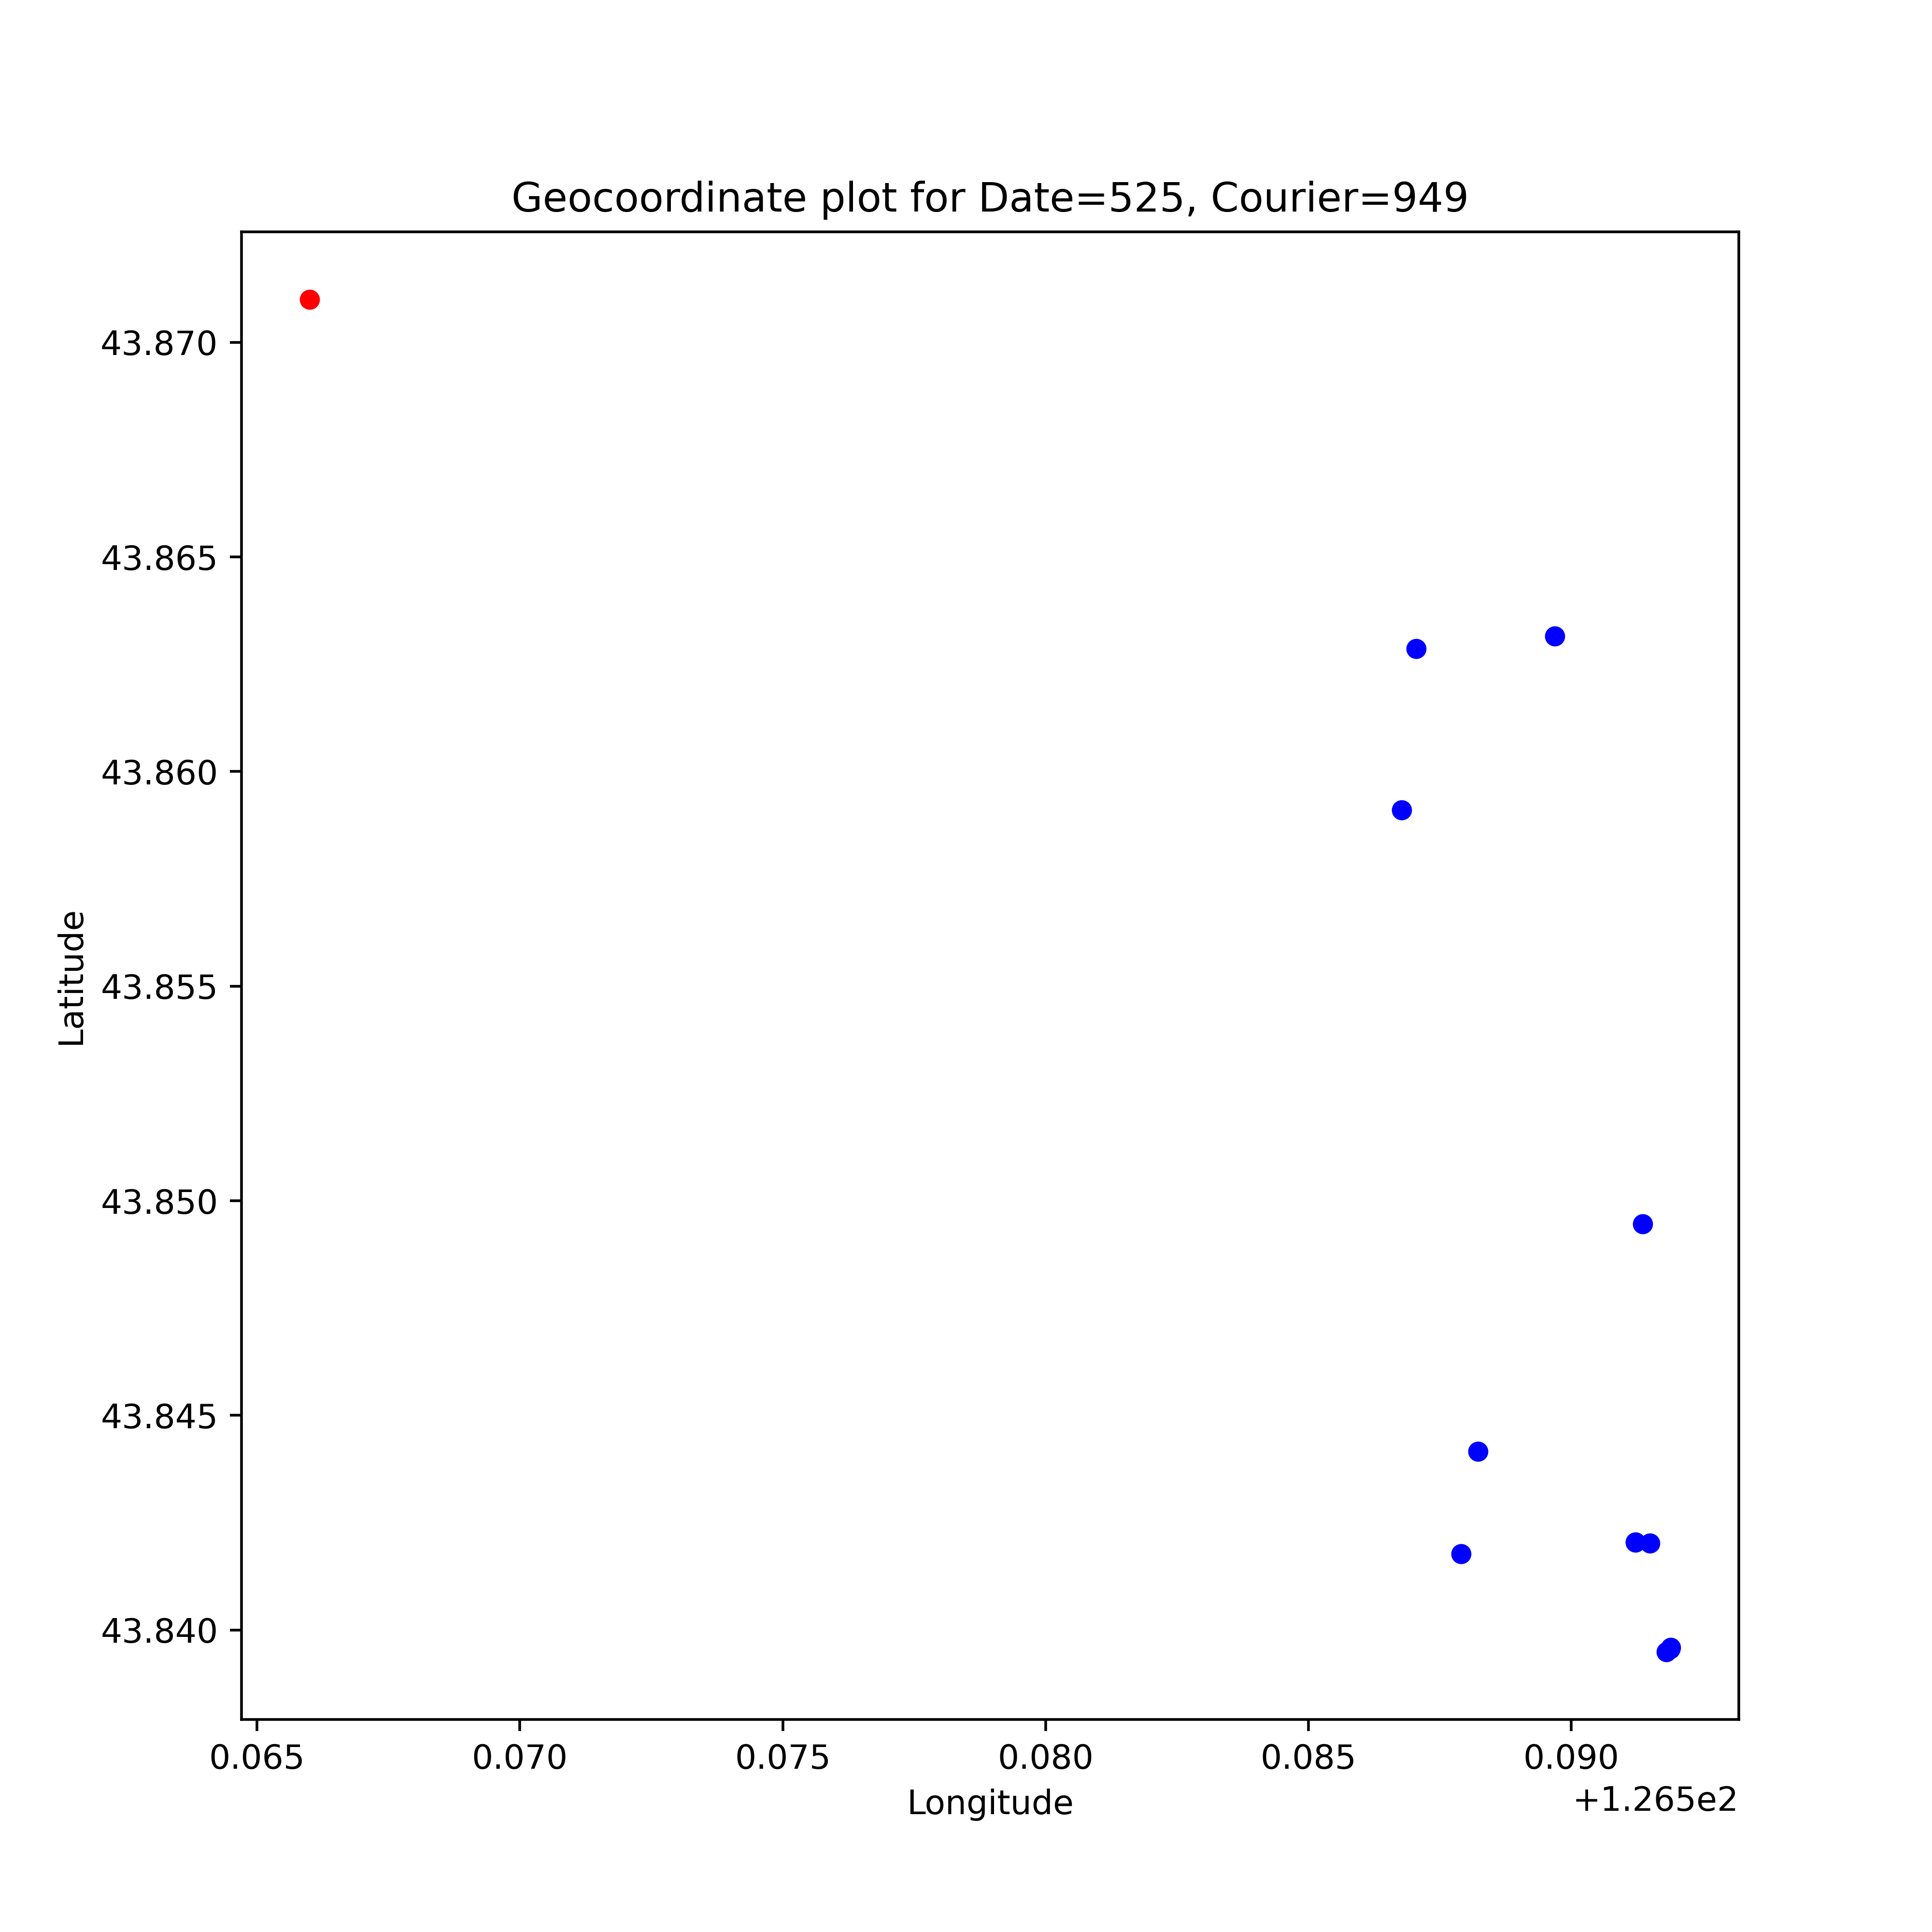 Geocoordinate plot for Date=525, Courier=949
43.870
43.865
43.860
43.855
43.850
43.845
43.840
Latitude
0.065 0.070 0.075 0.080 0.085 0.090
+1.265e2
Longitude